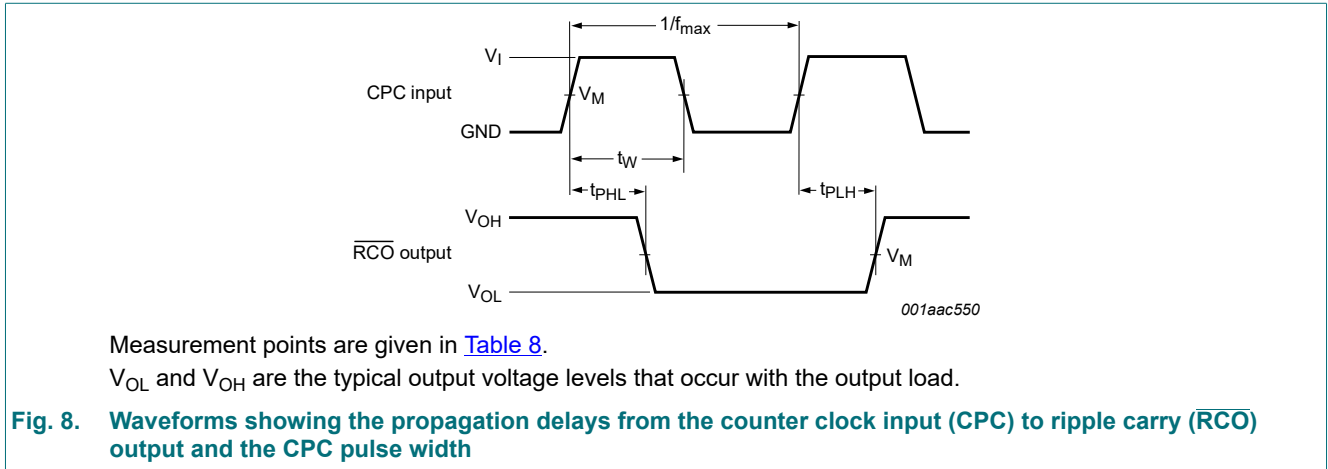 1/fmax
VI
CPC input
VM
GND
tW
tPHL
tPLH
VOH
R̅C̅O̅ output
VM
VOL
001aac550
Measurement points are given in Table 8.
VOL and VOH are the typical output voltage levels that occur with the output load.
Fig. 8. Waveforms showing the propagation delays from the counter clock input (CPC) to ripple carry (R̅C̅O̅)
output and the CPC pulse width